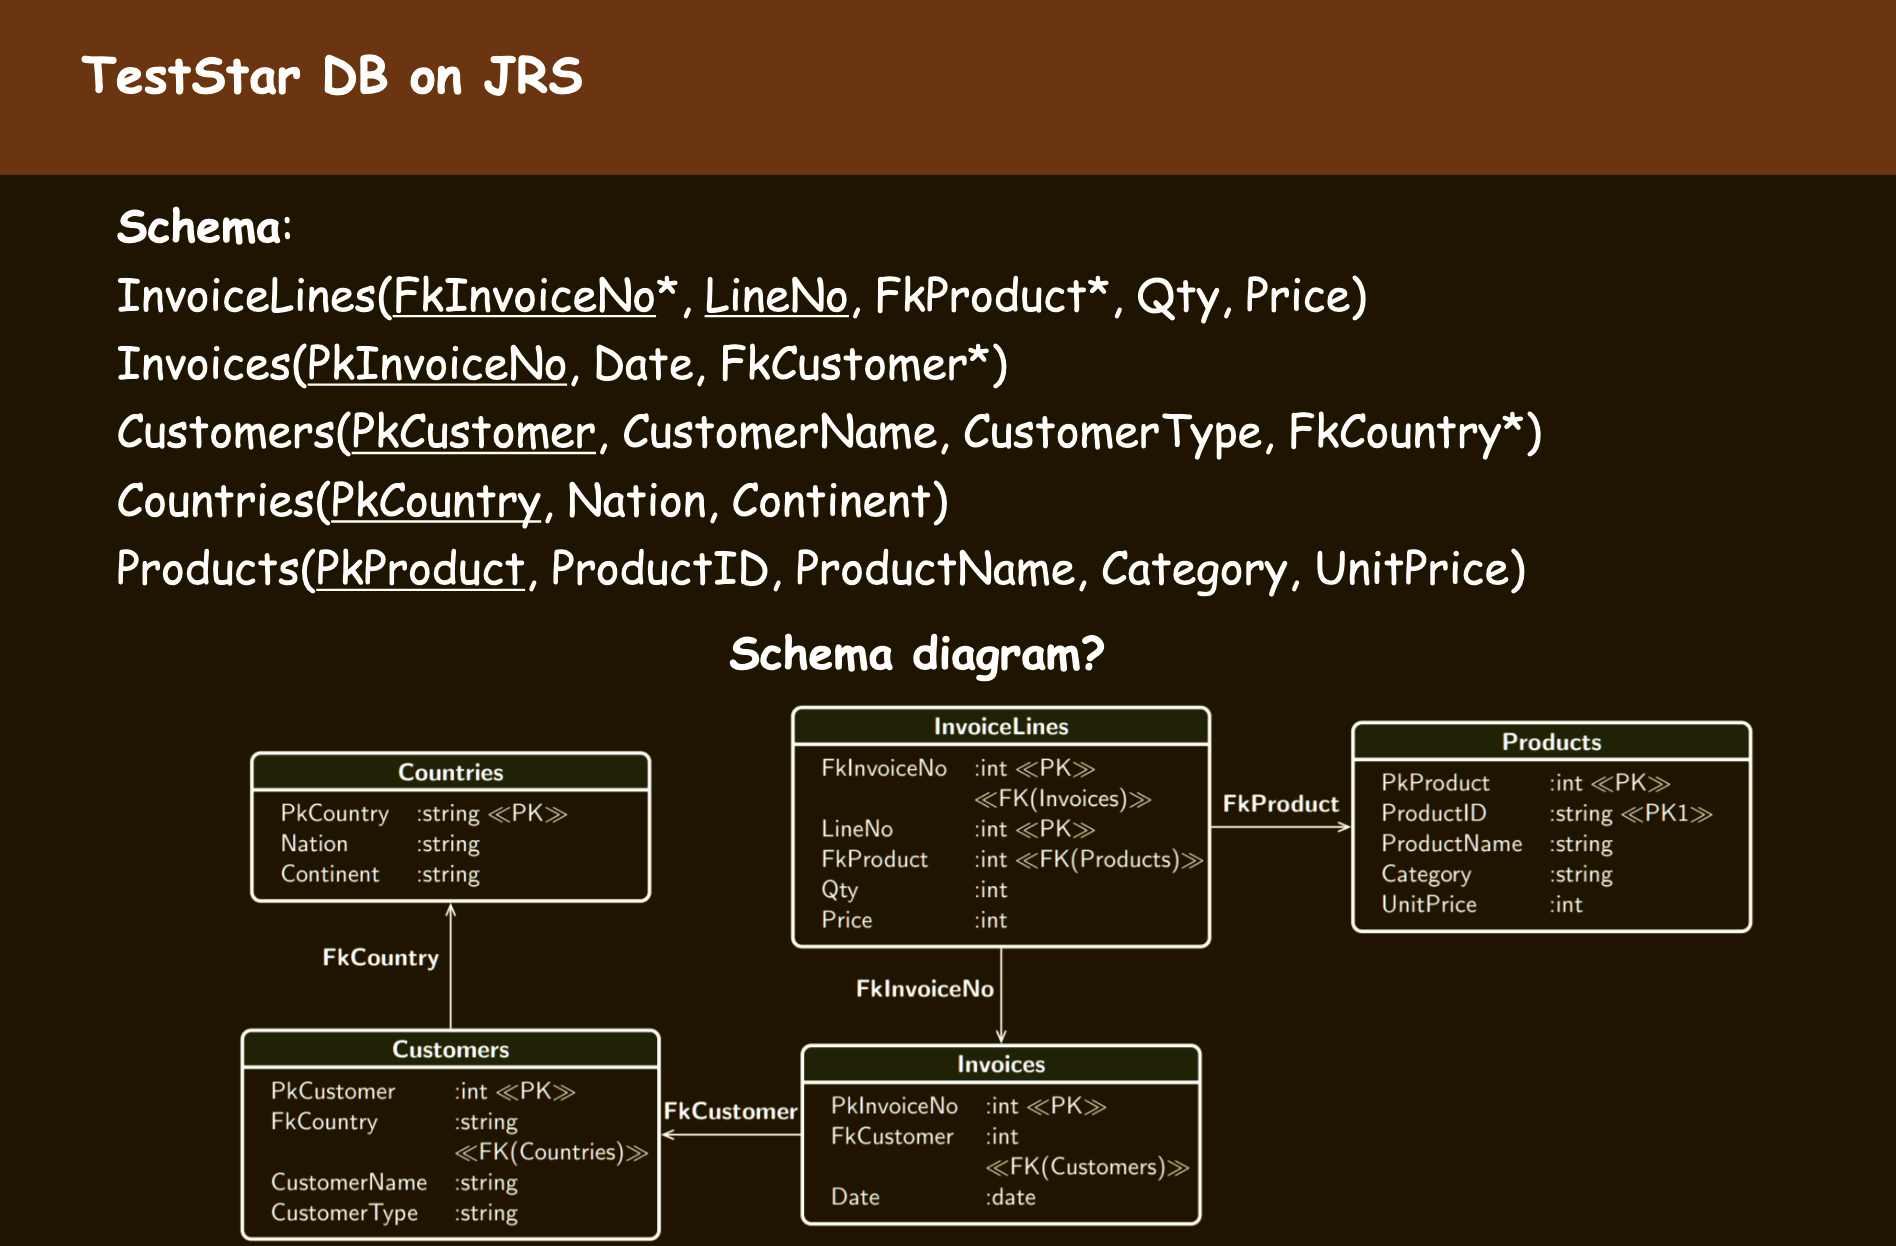 TestStar DB on JRS
Schema:
InvoiceLines(FkInvoiceNo*, LineNo, FkProduct*, Qty, Price)
Invoices(PkInvoiceNo, Date, FkCustomer*)
Customers(PkCustomer, CustomerName, CustomerType, FkCountry*)
Countries(PkCountry, Nation, Continent)
Products(PkProduct, ProductID, ProductName, Category, UnitPrice)
Schema diagram?
Countries
PkCountry :string ≪PK≫
Nation :string
Continent :string
InvoiceLines
FkInvoiceNo :int ≪PK≫
≪FK(Invoices)≫
LineNo :int ≪PK≫
FkProduct :int ≪FK(Products)≫
Qty :int
Price :int
FkProduct
Products
PkProduct :int ≪PK≫
ProductID :string ≪PK1≫
ProductName :string
Category :string
UnitPrice :int
FkCountry
FkInvoiceNo
Customers
PkCustomer :int ≪PK≫
FkCountry :string
≪FK(Countries)≫
CustomerName :string
CustomerType :string
FkCustomer
Invoices
PkInvoiceNo :int ≪PK≫
FkCustomer :int
≪FK(Customers)≫
Date :date